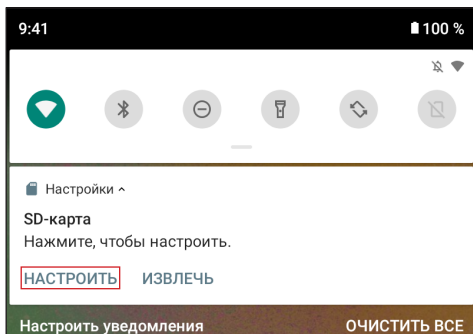 9:41 100 %
Настройки
SD-карта
Нажмите, чтобы настроить.
НАСТРОИТЬ ИЗВЛЕЧЬ
Настроить уведомления ОЧИСТИТЬ ВСЕ